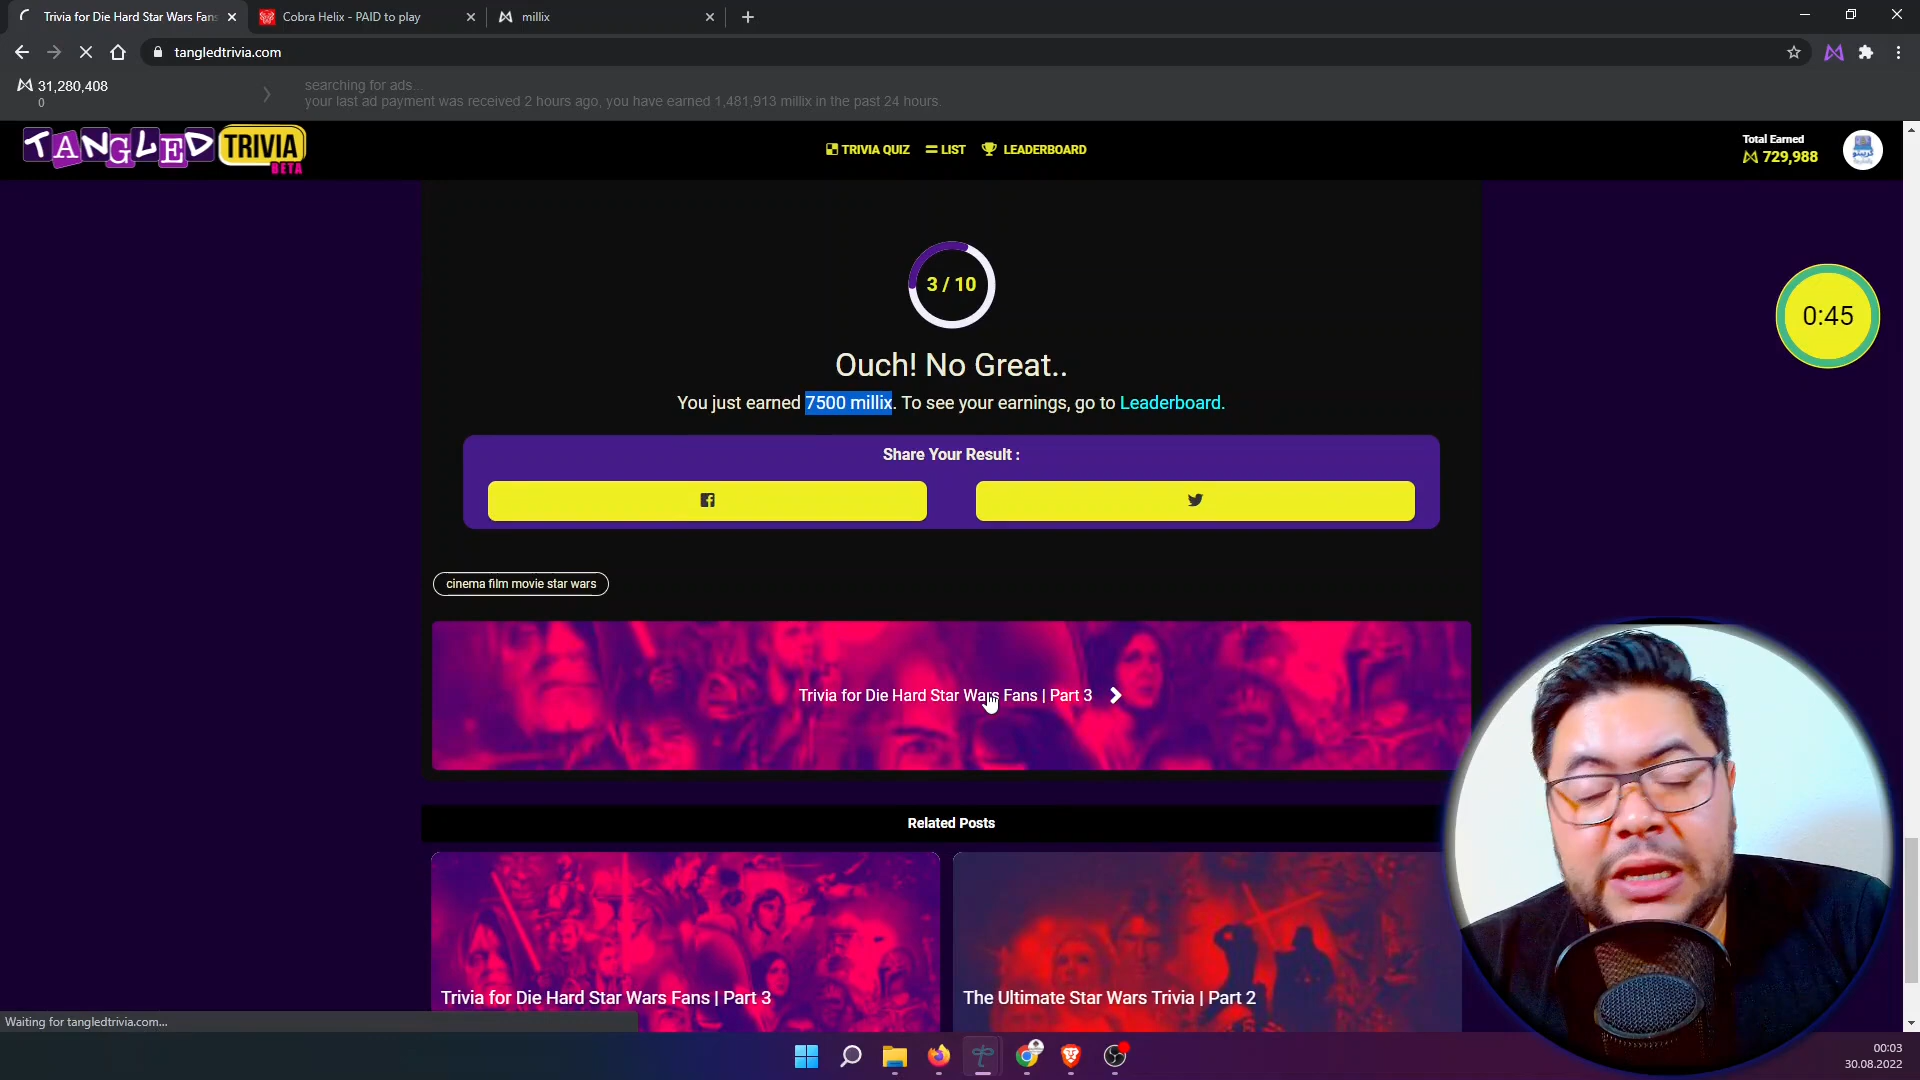 Trivia for Die Hard Star Wars Fans
Cobra Helix - PAID to play
millix
tangledtrivia.com
31,280,408
0
searching for ads...
your last ad payment was received 2 hours ago, you have earned 1,481,913 millix in the past 24 hours.
TANGLED TRIVIA
BETA
TRIVIA QUIZ
LIST
LEADERBOARD
Total Earned
729,988
3 / 10
0:45
Ouch! No Great..
You just earned 7500 millix. To see your earnings, go to Leaderboard.
Share Your Result :
cinema film movie star wars
Trivia for Die Hard Star Wars Fans | Part 3
Related Posts
Trivia for Die Hard Star Wars Fans | Part 3
The Ultimate Star Wars Trivia | Part 2
Waiting for tangledtrivia.com...
00:03
30.08.2022